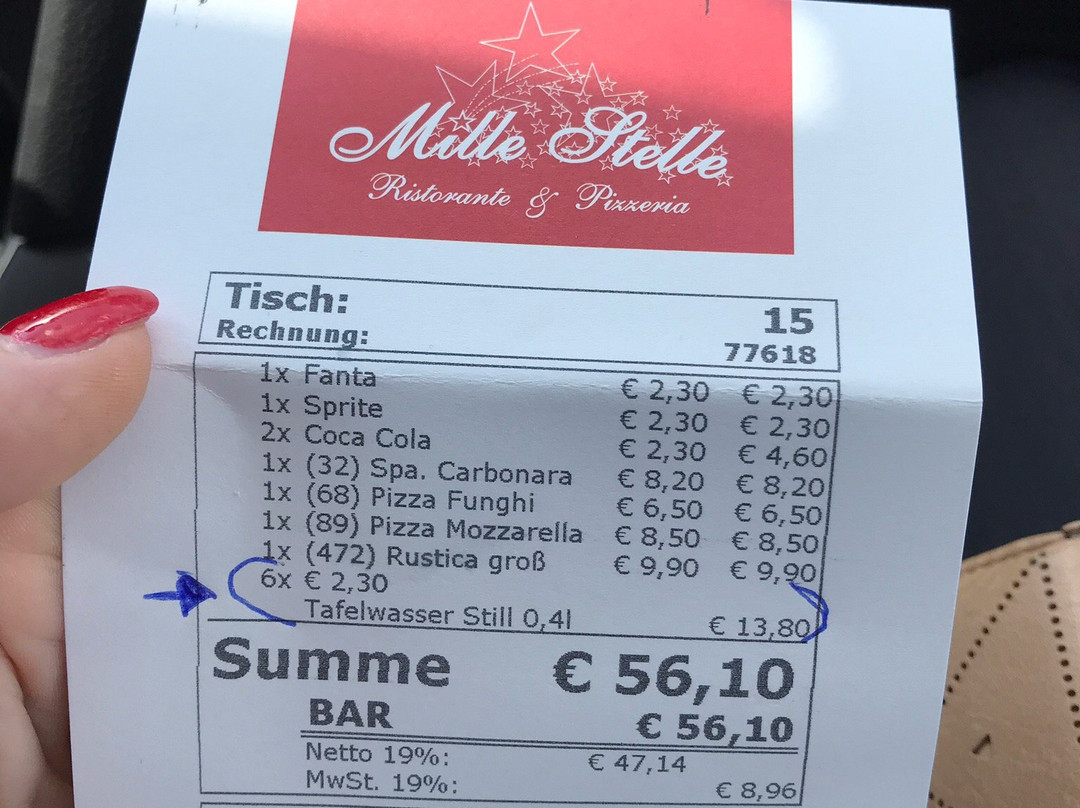 Mille Stelle
Ristorante & Pizzeria
Tisch: 15
Rechnung: 77618
1x Fanta € 2,30 € 2,30
1x Sprite € 2,30 € 2,30
2x Coca Cola € 2,30 € 4,60
1x (32) Spa. Carbonara € 8,20 € 8,20
1x (68) Pizza Funghi € 6,50 € 6,50
1x (89) Pizza Mozzarella € 8,50 € 8,50
1x (472) Rustica groß € 9,90 € 9,90
6x € 2,30
Tafelwasser Still 0,4l € 13,80
Summe € 56,10
BAR € 56,10
Netto 19%: € 47,14
MwSt. 19%: € 8,96